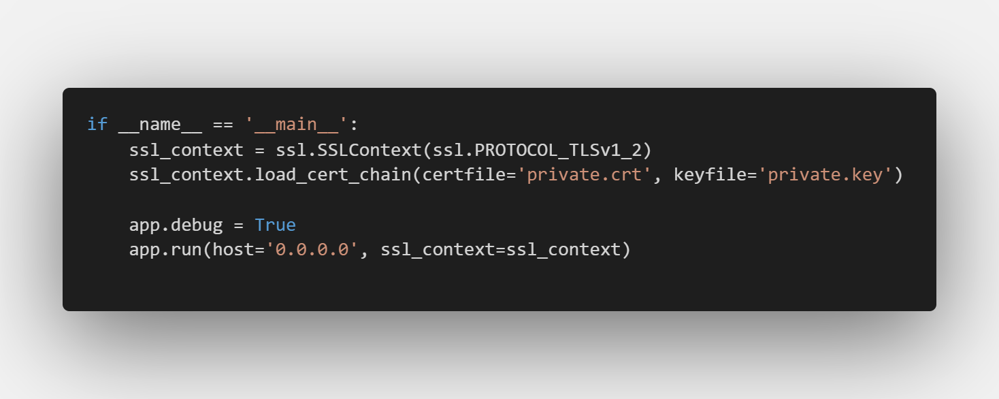 if __name__ == '__main__':
    ssl_context = ssl.SSLContext(ssl.PROTOCOL_TLSv1_2)
    ssl_context.load_cert_chain(certfile='private.crt', keyfile='private.key')
    app.debug = True
    app.run(host='0.0.0.0', ssl_context=ssl_context)